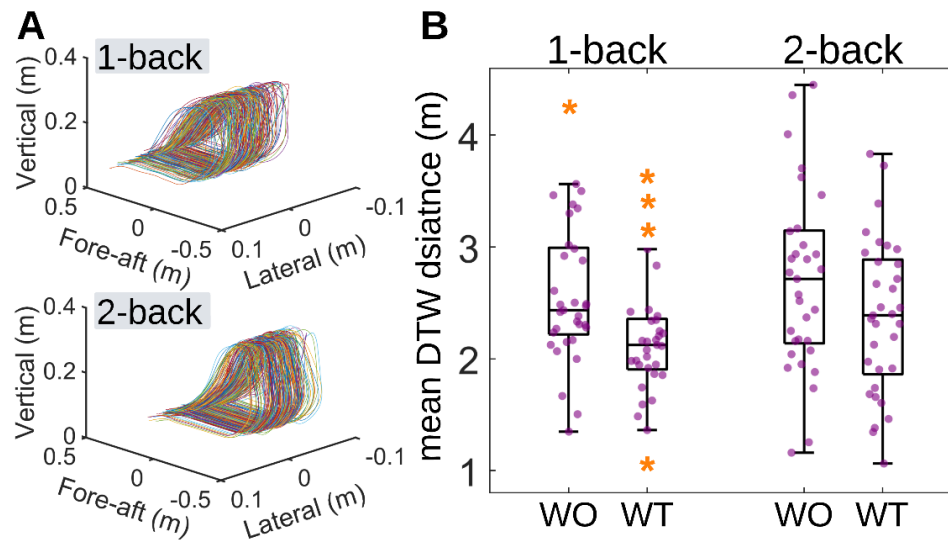 A
1-back
Vertical (m)
0.4
0.2
0
0.5
0
-0.5
Fore-aft (m)
0.1
0
-0.1
Lateral (m)
2-back
Vertical (m)
0.4
0.2
0
0.5
0
-0.5
Fore-aft (m)
0.1
0
-0.1
Lateral (m)
B
1-back 2-back
mean DTW dsiatnce (m)
4
3
2
1
WO WT WO WT